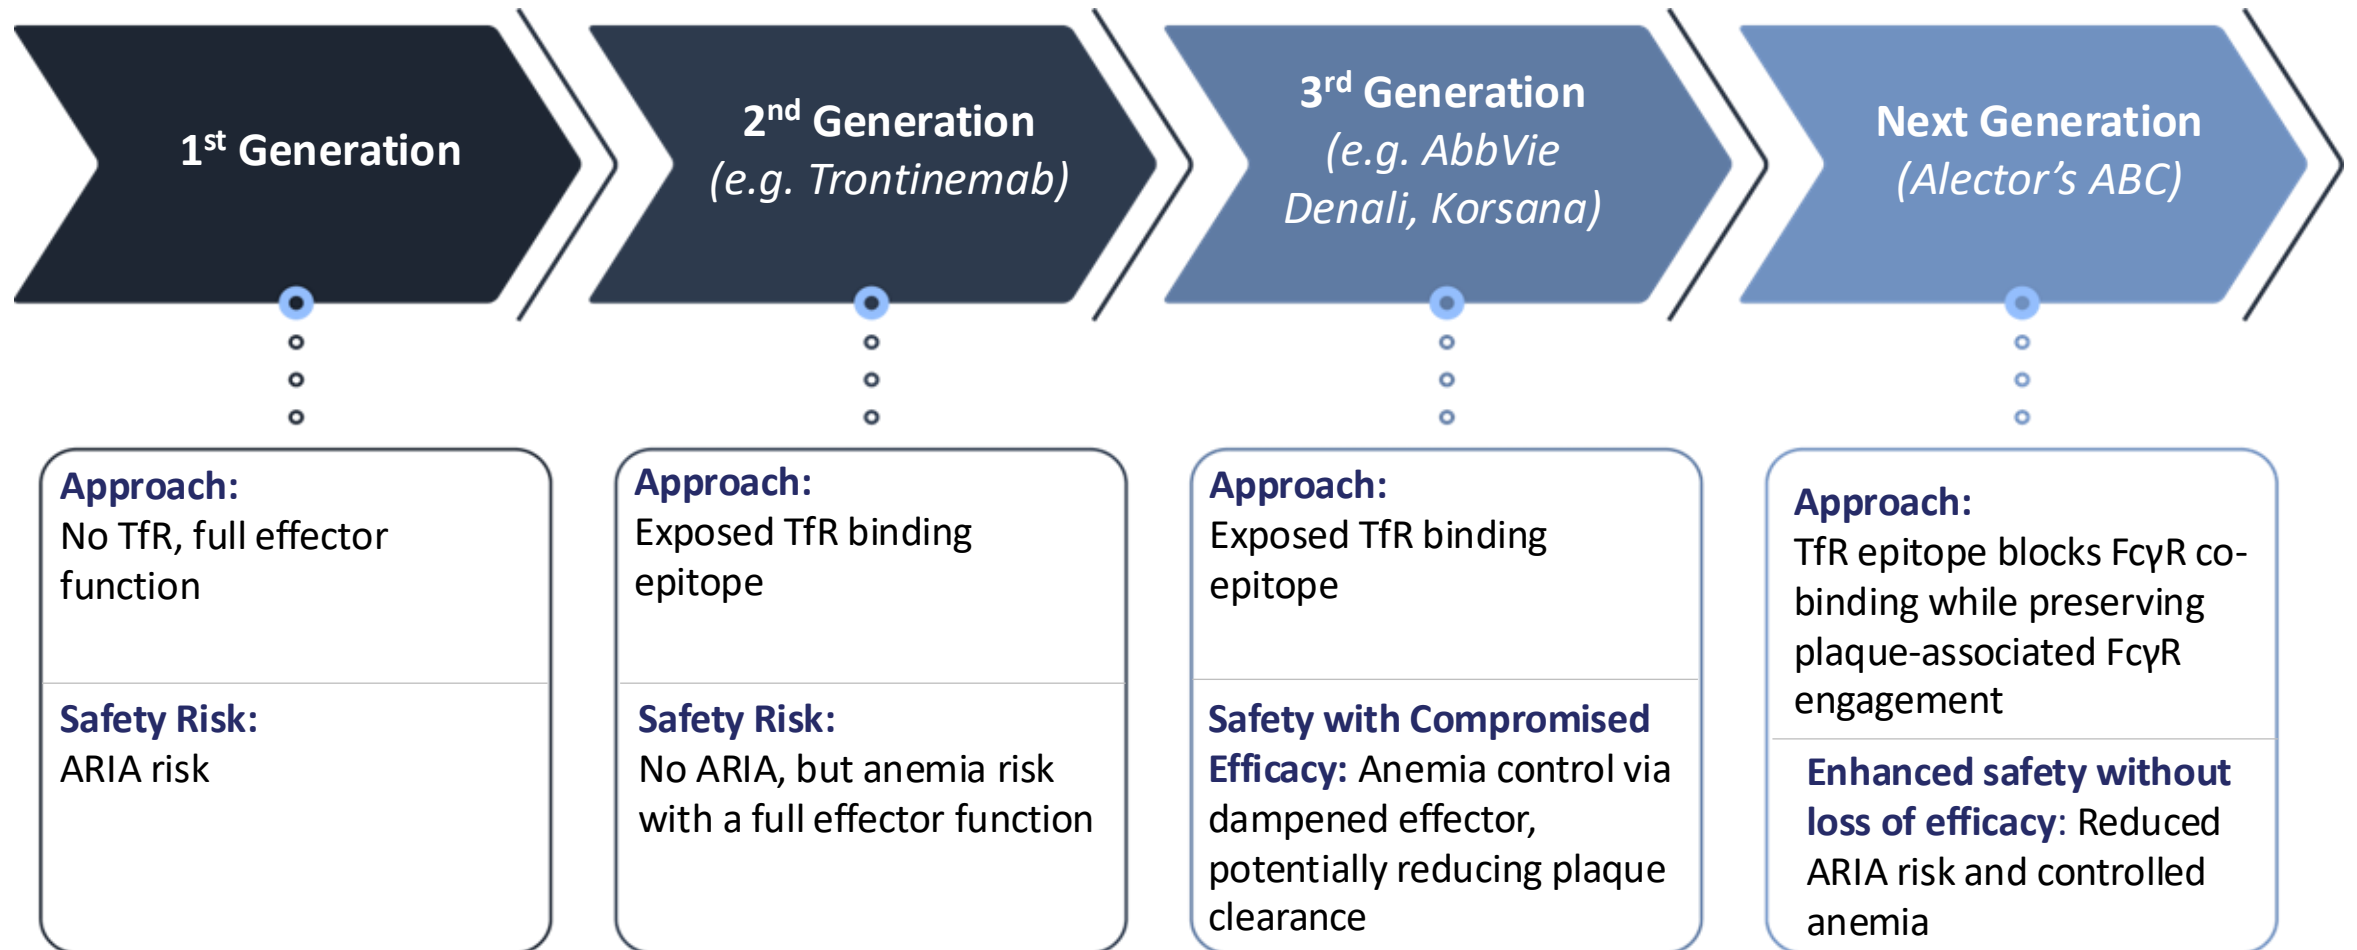 1st Generation
2nd Generation
(e.g. Trontinemab)
3rd Generation
(e.g. AbbVie
Denali, Korsana)
Next Generation
(Alector’s ABC)
Approach:
No TfR, full effector
function
Safety Risk:
ARIA risk
Approach:
Exposed TfR binding
epitope
Safety Risk:
No ARIA, but anemia risk
with a full effector function
Approach:
Exposed TfR binding
epitope
Safety with Compromised
Efficacy: Anemia control via
dampened effector,
potentially reducing plaque
clearance
Approach:
TfR epitope blocks FcγR co-
binding while preserving
plaque-associated FcγR
engagement
Enhanced safety without
loss of efficacy: Reduced
ARIA risk and controlled
anemia